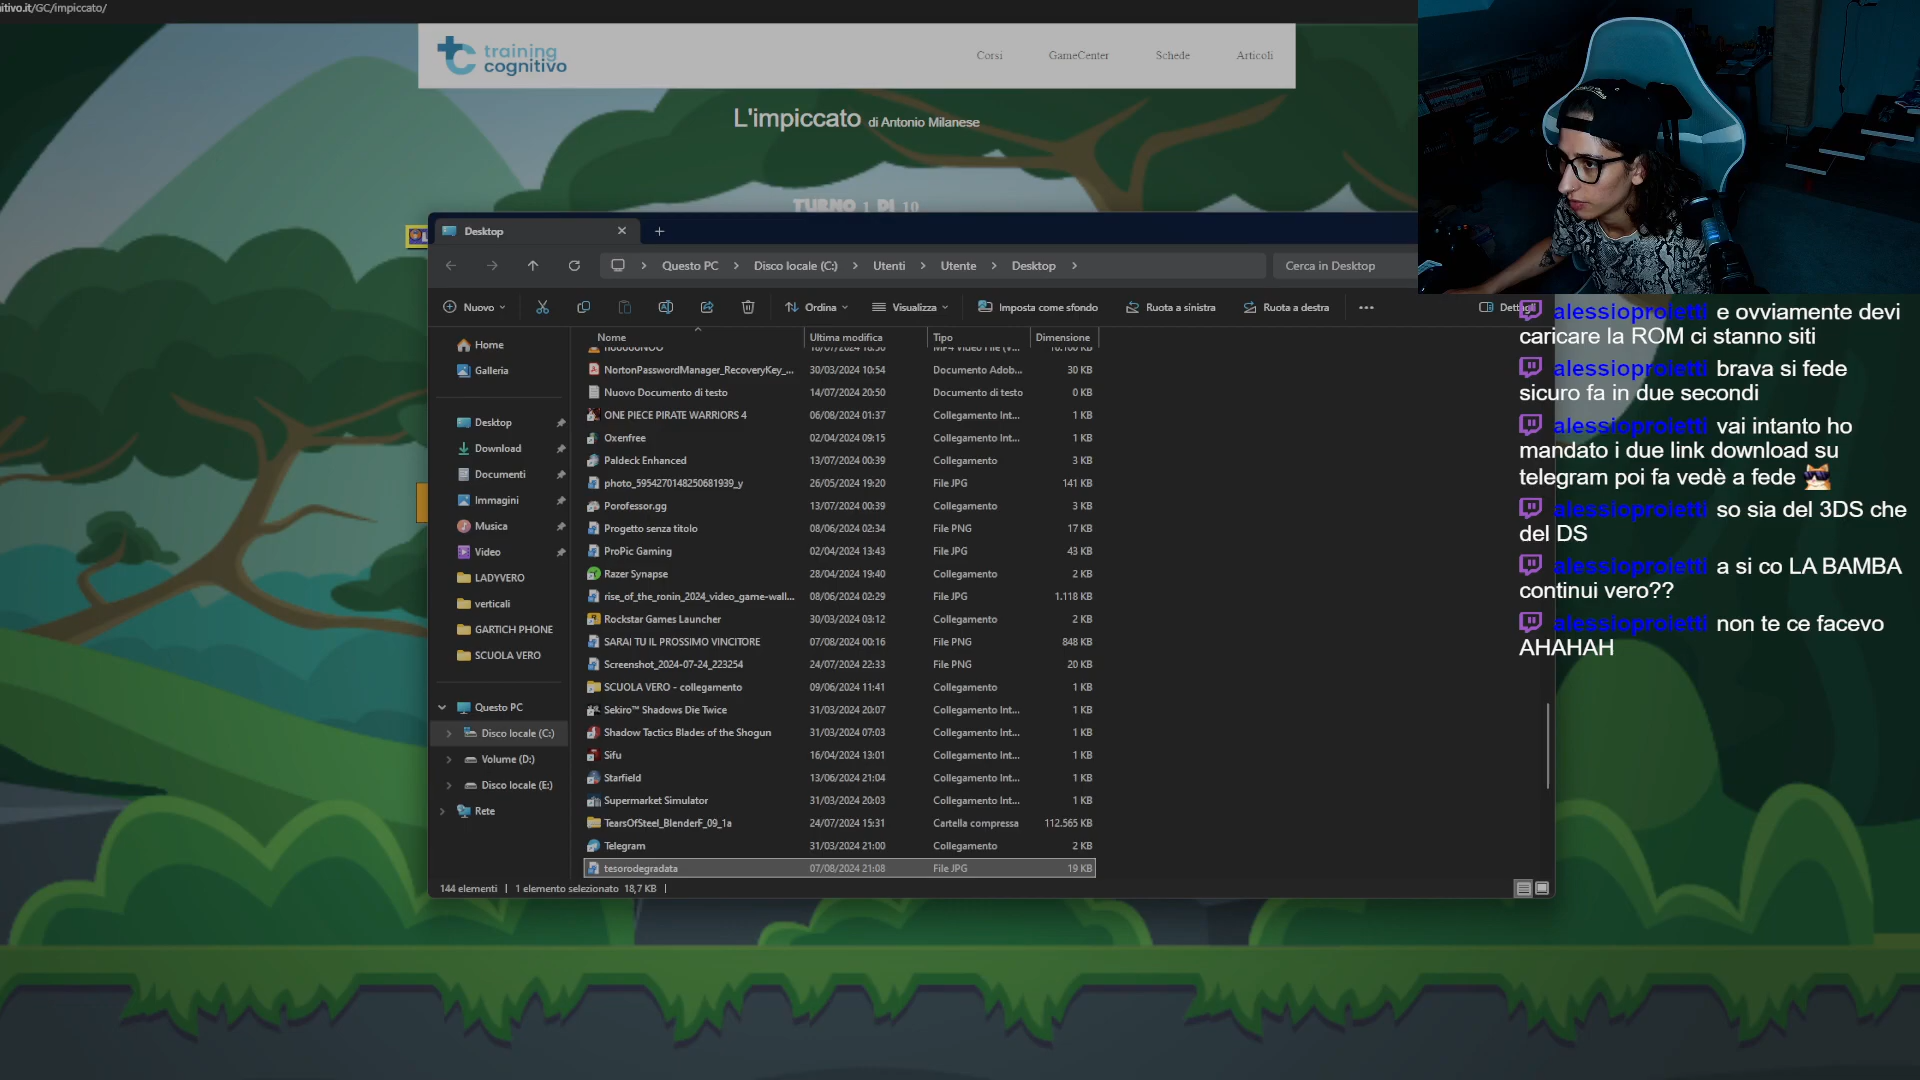 nitivo.it/GC/impiccato/
training
cognitivo
Corsi
GameCenter
Schede
Articoli
L'impiccato di Antonio Milanese
TURNO 1 DI 10
Desktop
Questo PC
Disco locale (C:)
Utenti
Utente
Desktop
Cerca in Desktop
Nuovo
Ordina
Visualizza
Imposta come sfondo
Ruota a sinistra
Ruota a destra
Home
Galleria
Desktop
Download
Documenti
Immagini
Musica
Video
LADYVERO
verticali
GARTICH PHONE
SCUOLA VERO
Questo PC
Disco locale (C:)
Volume (D:)
Disco locale (E:)
Rete
Nome Ultima modifica Tipo Dimensione
NortonPasswordManager_RecoveryKey_... 30/03/2024 10:54 Documento Adob... 30 KB
Nuovo Documento di testo 14/07/2024 20:50 Documento di testo 0 KB
ONE PIECE PIRATE WARRIORS 4 06/08/2024 01:37 Collegamento Int... 1 KB
Oxenfree 02/04/2024 09:15 Collegamento Int... 1 KB
Paldeck Enhanced 13/07/2024 00:39 Collegamento 3 KB
photo_5954270148250681939_y 26/05/2024 19:20 File JPG 141 KB
Porofessor.gg 13/07/2024 00:39 Collegamento 3 KB
Progetto senza titolo 08/06/2024 02:34 File PNG 17 KB
ProPic Gaming 02/04/2024 13:43 File JPG 43 KB
Razer Synapse 28/04/2024 19:40 Collegamento 2 KB
rise_of_the_ronin_2024_video_game-wall... 08/06/2024 02:29 File JPG 1.118 KB
Rockstar Games Launcher 30/03/2024 03:12 Collegamento 2 KB
SARAI TU IL PROSSIMO VINCITORE 07/08/2024 00:16 File PNG 848 KB
Screenshot_2024-07-24_223254 24/07/2024 22:33 File PNG 20 KB
SCUOLA VERO - collegamento 09/06/2024 11:41 Collegamento 1 KB
Sekiro™ Shadows Die Twice 31/03/2024 20:07 Collegamento Int... 1 KB
Shadow Tactics Blades of the Shogun 31/03/2024 07:03 Collegamento Int... 1 KB
Sifu 16/04/2024 13:01 Collegamento Int... 1 KB
Starfield 13/06/2024 21:04 Collegamento Int... 1 KB
Supermarket Simulator 31/03/2024 20:03 Collegamento Int... 1 KB
TearsOfSteel_BlenderF_09_1a 24/07/2024 15:31 Cartella compressa 112.565 KB
Telegram 31/03/2024 21:00 Collegamento 2 KB
tesorodegradata 07/08/2024 21:08 File JPG 19 KB
144 elementi 1 elemento selezionato 18,7 KB
alessioproietti e ovviamente devi
caricare la ROM ci stanno siti
alessioproietti brava si fede
sicuro fa in due secondi
alessioproietti vai intanto ho
mandato i due link download su
telegram poi fa vedè a fede
alessioproietti so sia del 3DS che
del DS
alessioproietti a si co LA BAMBA
continui vero??
alessioproietti non te ce facevo
AHAHAH